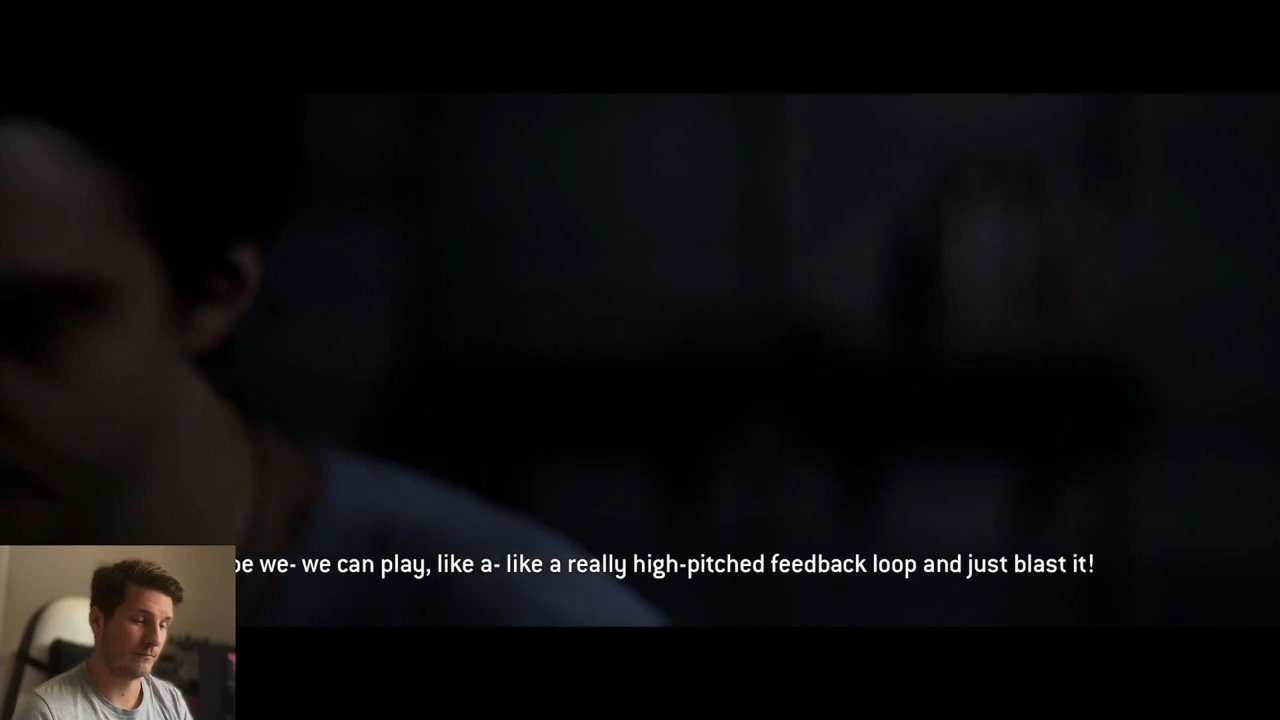 we- we can play, like a- like a really high-pitched feedback loop and just blast it!